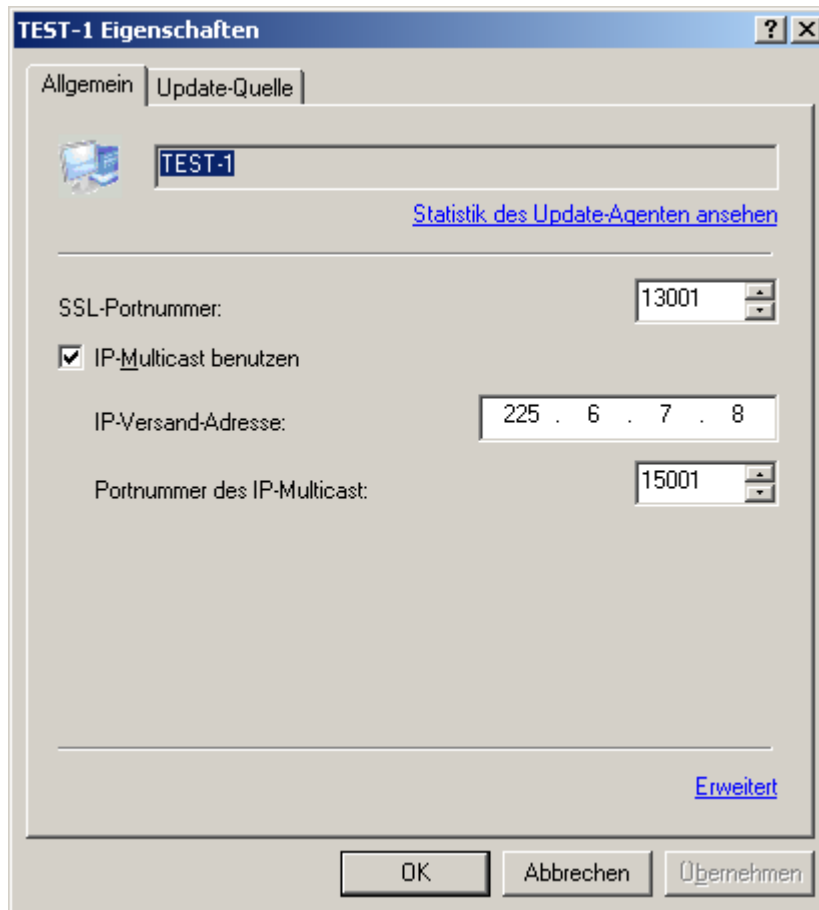 TEST-1 Eigenschaften
Allgemein Update-Quelle
TEST-1
Statistik des Update-Agenten ansehen
SSL-Portnummer: 13001
IP-Multicast benutzen
IP-Versand-Adresse: 225 . 6 . 7 . 8
Portnummer des IP-Multicast: 15001
Erweitert
OK Abbrechen Übernehmen